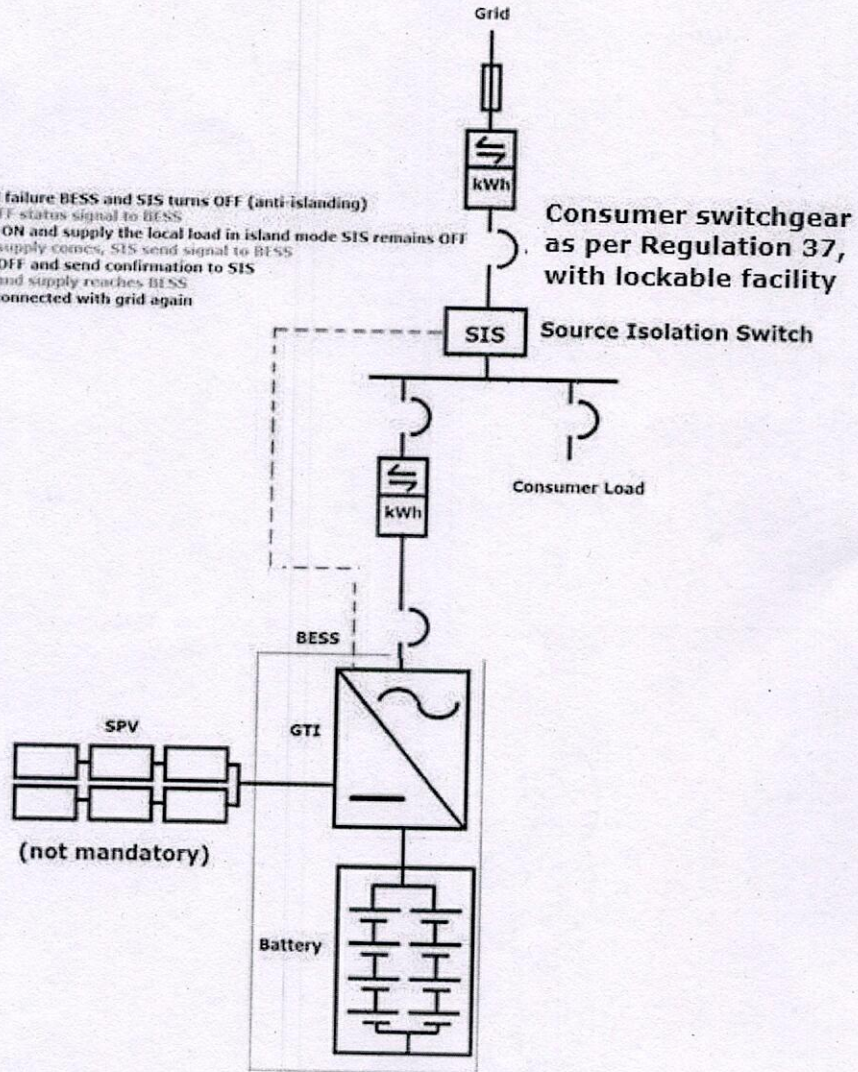 Grid
kWh
failure BESS and SIS turns OFF (anti-islanding)
status signal to BESS
ON and supply the local load in island mode SIS remains OFF
supply comes, SIS send signal to BESS
OFF and send confirmation to SIS
and supply reaches BESS
onnected with grid again
Consumer switchgear
as per Regulation 37,
with lockable facility
SIS
Source Isolation Switch
kWh
Consumer Load
BESS
SPV
GTI
(not mandatory)
Battery